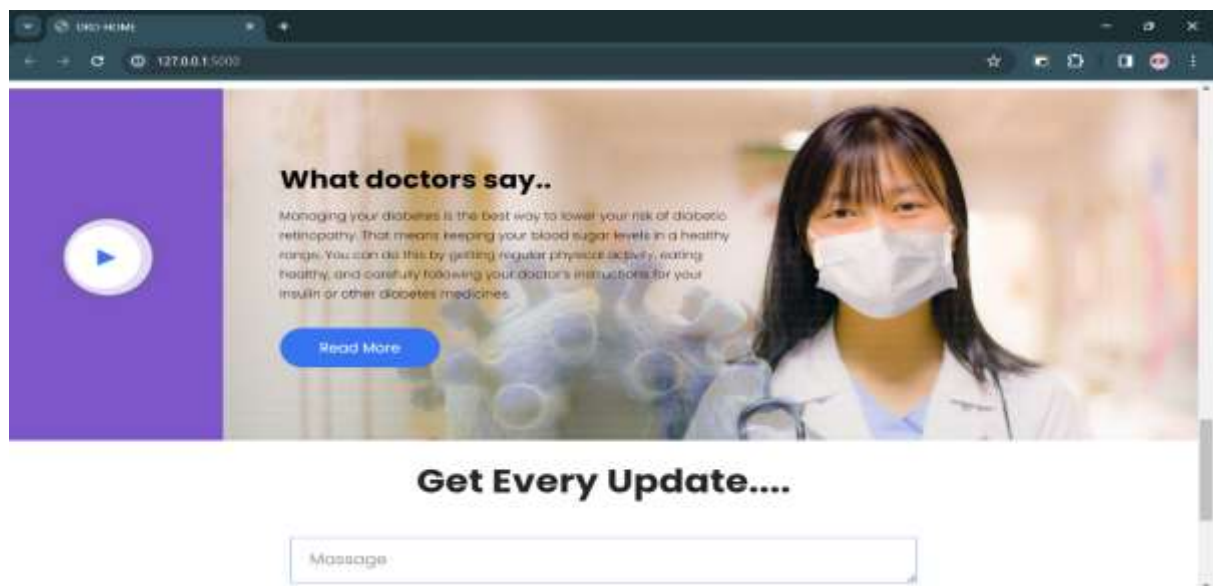 DRD HOME
127.0.0.1:5000
What doctors say..
Managing your diabetes is the best way to lower your risk of diabetic
retinopathy. That means keeping your blood sugar levels in a healthy
range. You can do this by getting regular physical activity, eating
healthy, and carefully following your doctor's instructions for your
insulin or other diabetes medicines.
Read More
Get Every Update....
Massage